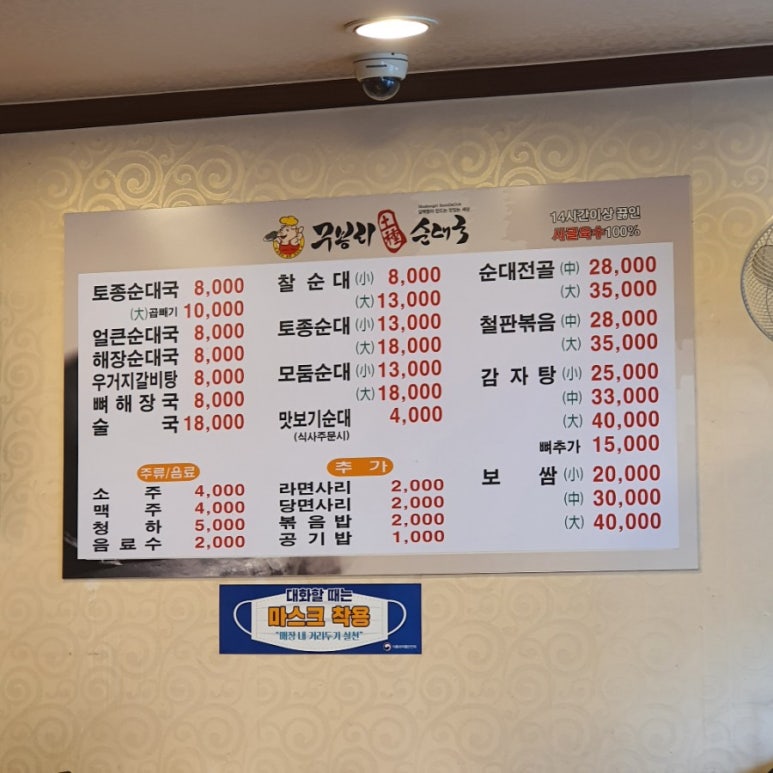 무봉리 土種 순대국
14시간이상 끓인
사골육수100%
토종순대국 8,000
(大)곱빼기 10,000
얼큰순대국 8,000
해장순대국 8,000
우거지갈비탕 8,000
뼈해장국 8,000
술국 18,000
주류/음료
소주 4,000
맥주 4,000
청하 5,000
음료수 2,000
찰순대 (小) 8,000
(大) 13,000
토종순대 (小) 13,000
(大) 18,000
모둠순대 (小) 13,000
(大) 18,000
맛보기순대 4,000
(식사주문시)
추가
라면사리 2,000
당면사리 2,000
볶음밥 2,000
공기밥 1,000
순대전골 (中) 28,000
(大) 35,000
철판볶음 (中) 28,000
(大) 35,000
감자탕 (小) 25,000
(中) 33,000
(大) 40,000
뼈추가 15,000
보쌈 (小) 20,000
(中) 30,000
(大) 40,000
대화할 때는
마스크 착용
"매장 내 거리두기 실천"